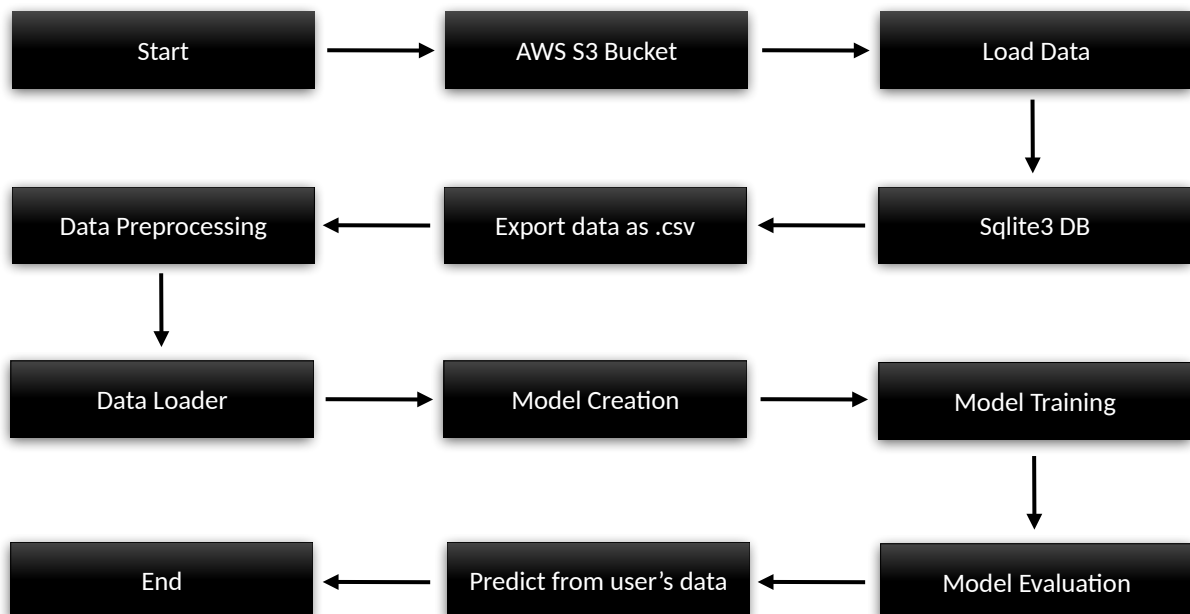 Start
AWS S3 Bucket
Load Data
Sqlite3 DB
Export data as .csv
Data Preprocessing
Data Loader
Model Creation
Model Training
Model Evaluation
Predict from user’s data
End